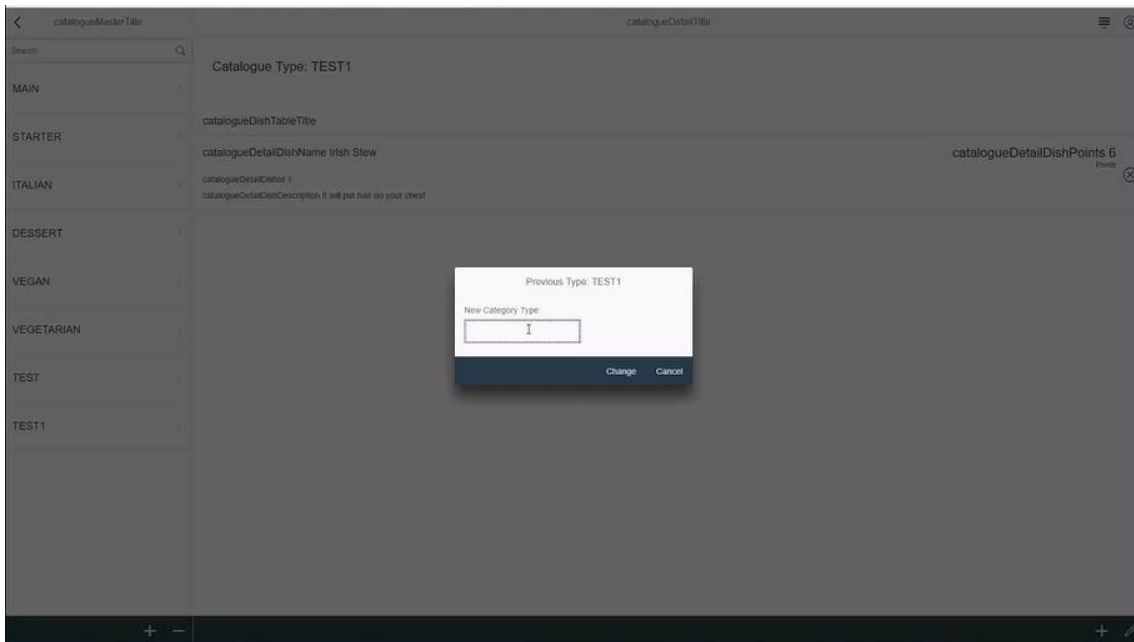 catalogueMasterTitle
catalogueDetailTitle
Search
MAIN
STARTER
ITALIAN
DESSERT
VEGAN
VEGETARIAN
TEST
TEST1
Catalogue Type: TEST1
catalogueDishTableTitle
catalogueDetailDishName Irish Stew
catalogueDetailDishPoints 6
Points
catalogueDetailDishId 1
catalogueDetailDishDescription It will put hair on your chest
Previous Type: TEST1
New Category Type:
Change Cancel